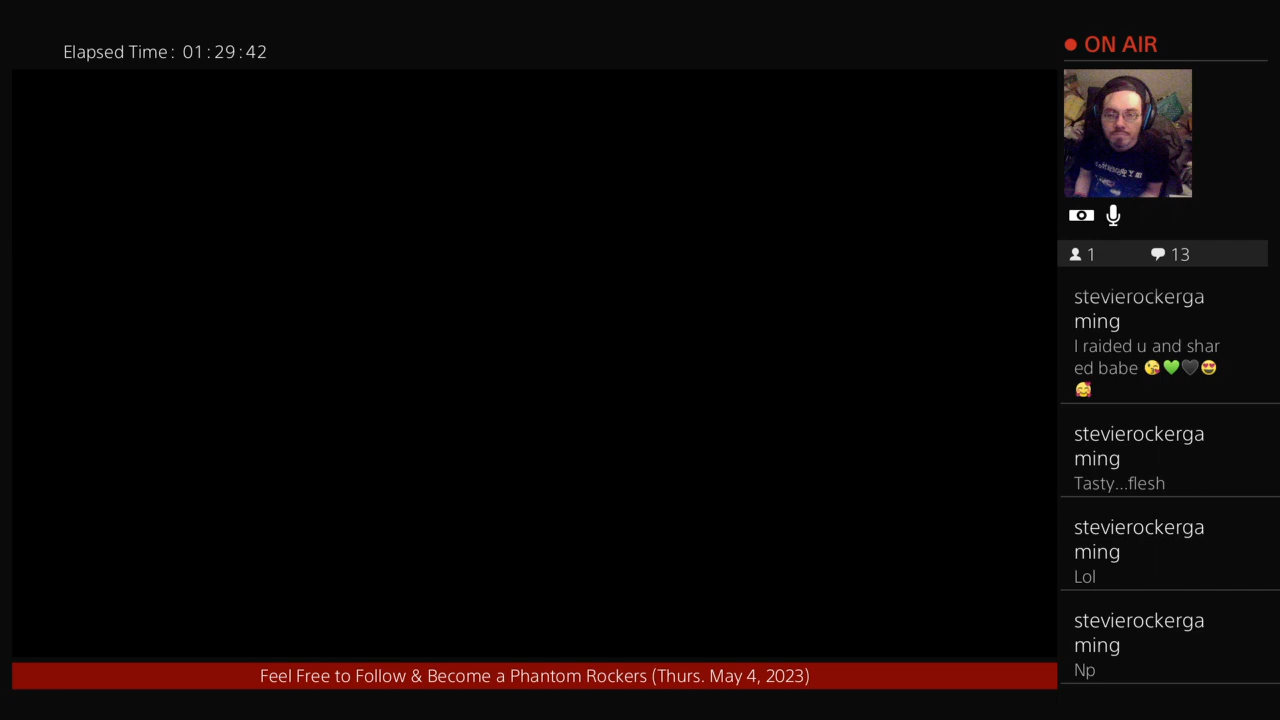 Elapsed Time: 01:29:42
ON AIR
1 13
stevierockerga
ming
I raided u and shar
ed babe 😘💚🖤😍
🥰
stevierockerga
ming
Tasty...flesh
stevierockerga
ming
Lol
stevierockerga
ming
Np
Feel Free to Follow & Become a Phantom Rockers (Thurs. May 4, 2023)